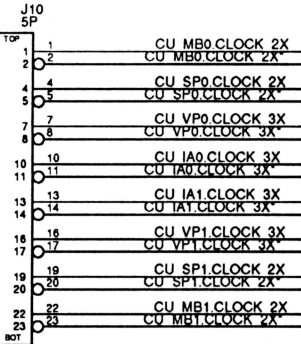 J10
5P
TOP
1 1 CU MB0.CLOCK 2X
2 2 CU MB0.CLOCK 2X*
4 4 CU SP0.CLOCK 2X
5 5 CU SP0.CLOCK 2X*
7 7 CU VP0.CLOCK 3X
8 8 CU VP0.CLOCK 3X*
10 10 CU IA0.CLOCK 3X
11 11 CU IA0.CLOCK 3X*
13 13 CU IA1.CLOCK 3X
14 14 CU IA1.CLOCK 3X*
16 16 CU VP1.CLOCK 3X
17 17 CU VP1.CLOCK 3X*
19 19 CU SP1.CLOCK 2X
20 20 CU SP1.CLOCK 2X*
22 22 CU MB1.CLOCK 2X
23 23 CU MB1.CLOCK 2X*
BOT